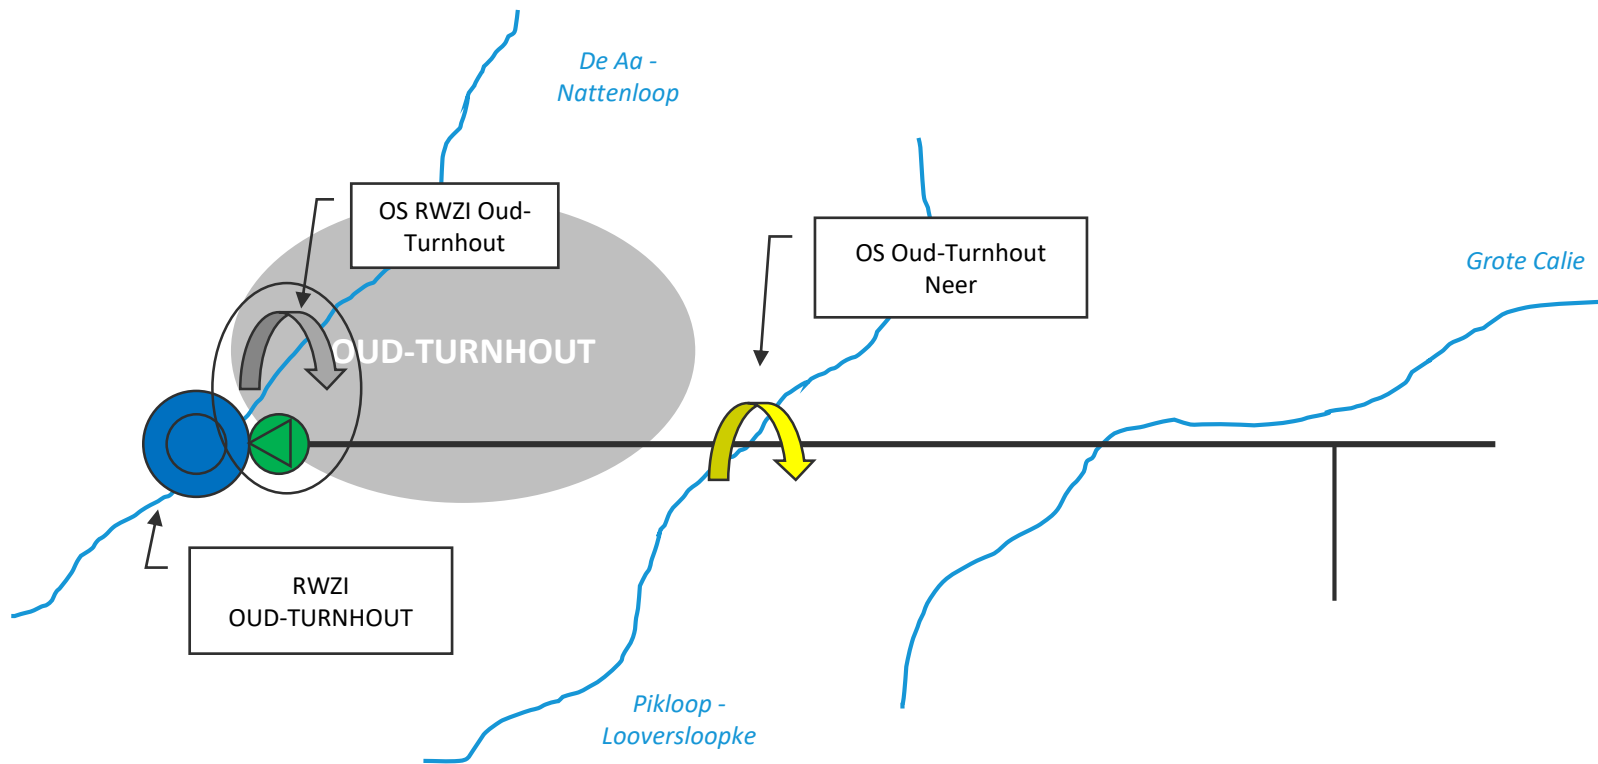 De Aa -
Nattenloop
OS RWZI Oud-
Turnhout
OS Oud-Turnhout
Neer
Grote Calie
OUD-TURNHOUT
RWZI
OUD-TURNHOUT
Pikloop -
Looversloopke